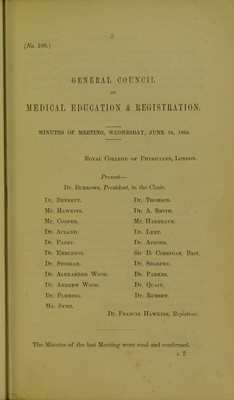 3
(No. 106.)
GENERAL COUNCIL
OF
MEDICAL EDUCATION & REGISTRATION.
MINUTES OF MEETING, WEDNESDAY, JUNE 16, 1860.
ROYAL COLLEGE OF PHYSICIANS, LONDON.
Present—
Dr. BURROWS, President, in the Chair.
Dr. BENNETT.
Mr. HAWKINS.
Mr. COOPER.
Dr. ACLAND.
Dr. PAGET.
Dr. EMBLETON.
Dr. STORRAR.
Dr. ALEXANDER WOOD.
Dr. ANDREW WOOD.
Dr. FLEMING.
Mr. SYME.
Dr. THOMSON.
Dr. A. SMITH.
Mr. HARGRAVE.
Dr. LEET.
Dr. APJOHN.
Sir D. CORRIGAN, Bart.
Dr. SHARPEY.
Dr. PARKES.
Dr. QUAIN.
Dr. RUMSEY.
Dr. FRANCIS HAWKINS, Registrar.
The Minutes of the last Meeting were read and confirmed.
A 2